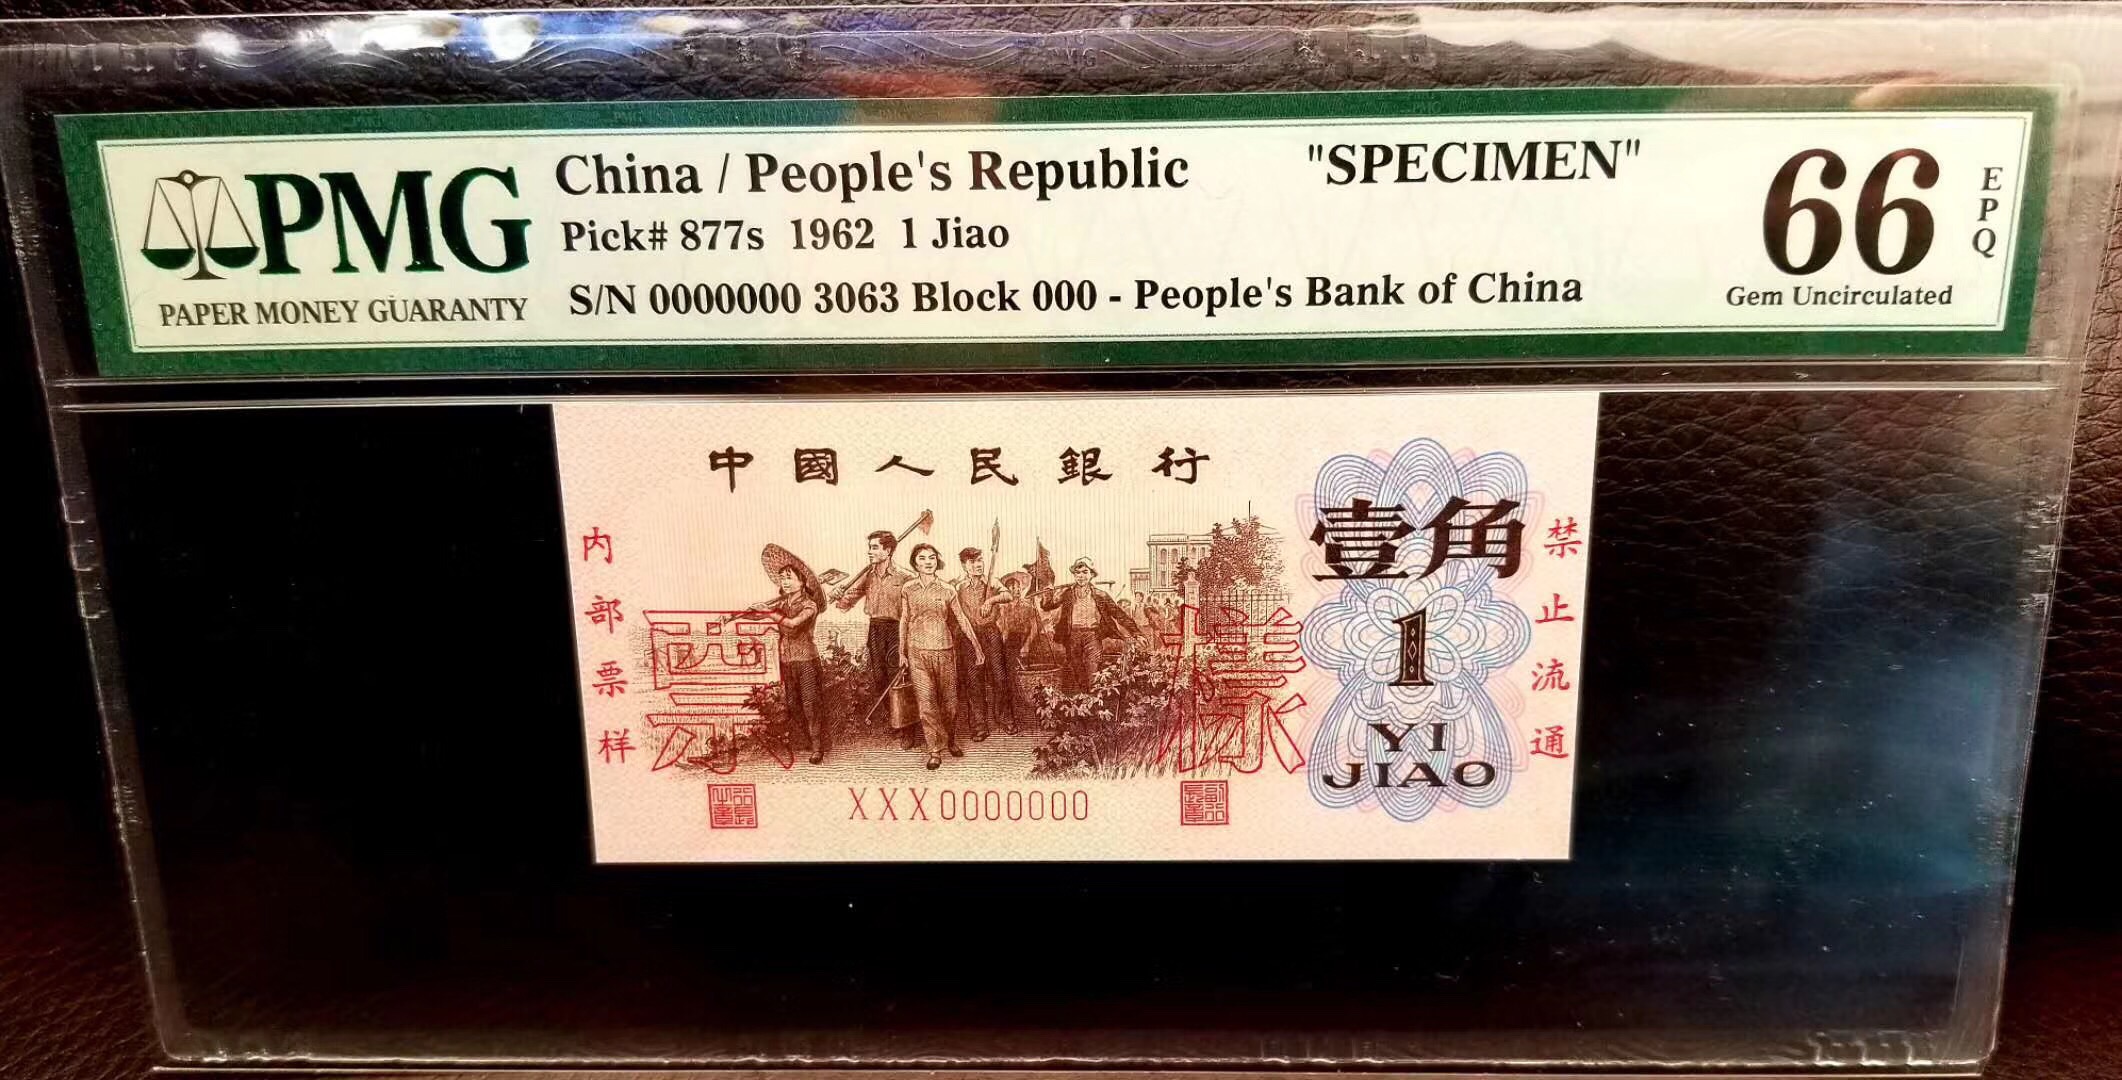 PMG
PAPER MONEY GUARANTY
China / People's Republic "SPECIMEN"
Pick# 877s 1962 1 Jiao
S/N 0000000 3063 Block 000 - People's Bank of China
66
EPQ
Gem Uncirculated
中國人民銀行
内部票样
票樣
壹角
1
YI
JIAO
禁止流通
XXX0000000